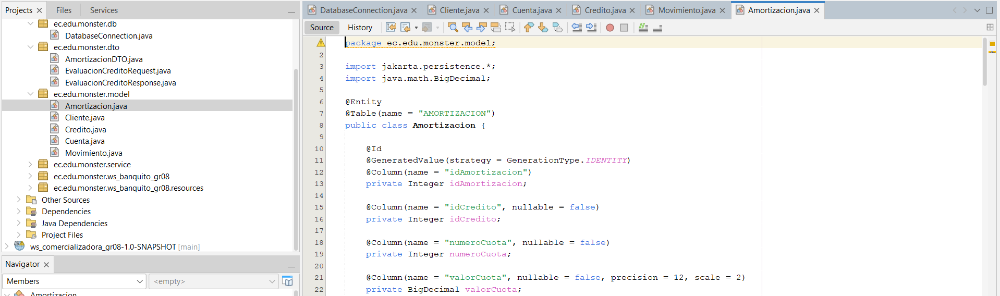 Projects
Files
Services
ec.edu.monster.db
DatabaseConnection.java
ec.edu.monster.dto
AmortizacionDTO.java
EvaluacionCreditoRequest.java
EvaluacionCreditoResponse.java
ec.edu.monster.model
Amortizacion.java
Cliente.java
Credito.java
Cuenta.java
Movimiento.java
ec.edu.monster.service
ec.edu.monster.ws_banquito_gr08
ec.edu.monster.ws_banquito_gr08.resources
Other Sources
Dependencies
Java Dependencies
Project Files
ws_comercializadora_gr08-1.0-SNAPSHOT [main]
Navigator
Members
<empty>
Amortizacion
DatabaseConnection.java
Cliente.java
Cuenta.java
Credito.java
Movimiento.java
Amortizacion.java
Source
History
package ec.edu.monster.model;
2
3 import jakarta.persistence.*;
4 import java.math.BigDecimal;
5
6 @Entity
7 @Table(name = "AMORTIZACION")
8 public class Amortizacion {
9
10 @Id
11 @GeneratedValue(strategy = GenerationType.IDENTITY)
12 @Column(name = "idAmortizacion")
13 private Integer idAmortizacion;
14
15 @Column(name = "idCredito", nullable = false)
16 private Integer idCredito;
17
18 @Column(name = "numeroCuota", nullable = false)
19 private Integer numeroCuota;
20
21 @Column(name = "valorCuota", nullable = false, precision = 12, scale = 2)
22 private BigDecimal valorCuota;